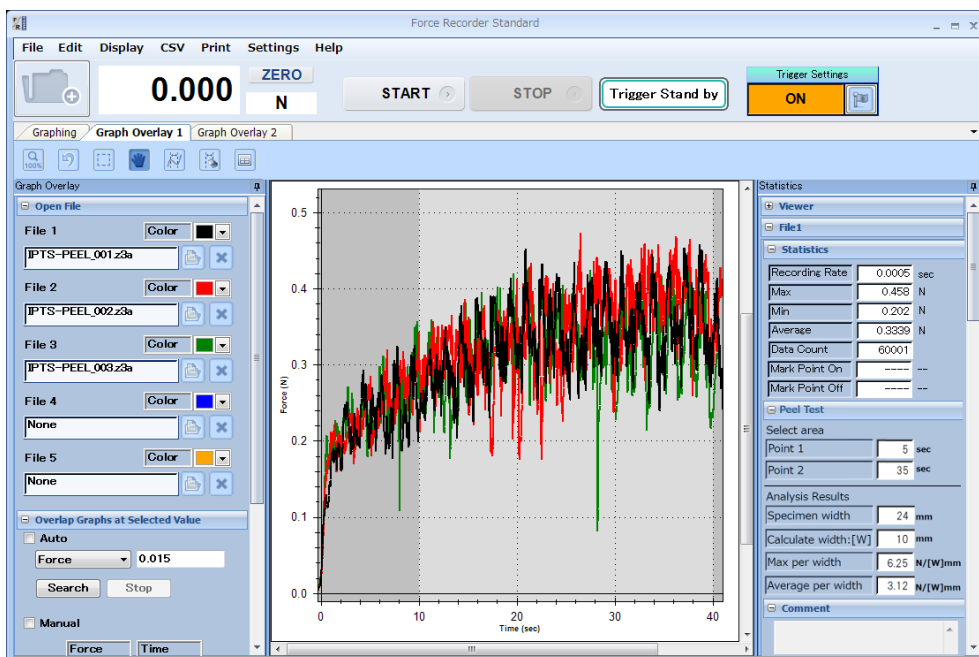 Force Recorder Standard
File Edit Display CSV Print Settings Help
0.000
ZERO
N
START
STOP
Trigger Stand by
Trigger Settings
ON
Graphing Graph Overlay 1 Graph Overlay 2
100%
Graph Overlay
Open File
File 1 Color
IPTS-PEEL_001.z3a
File 2 Color
IPTS-PEEL_002.z3a
File 3 Color
IPTS-PEEL_003.z3a
File 4 Color
None
File 5 Color
None
Overlap Graphs at Selected Value
Auto
Force 0.015
Search Stop
Manual
Force Time
Force (N)
0.5
0.4
0.3
0.2
0.1
0.0
0 10 20 30 40
Time (sec)
Statistics
Viewer
File1
Statistics
Recording Rate 0.0005 sec
Max 0.458 N
Min 0.202 N
Average 0.3339 N
Data Count 60001
Mark Point On ---- --
Mark Point Off ---- --
Peel Test
Select area
Point 1 5 sec
Point 2 35 sec
Analysis Results
Specimen width 24 mm
Calculate width:[W] 10 mm
Max per width 6.25 N/[W]mm
Average per width 3.12 N/[W]mm
Comment